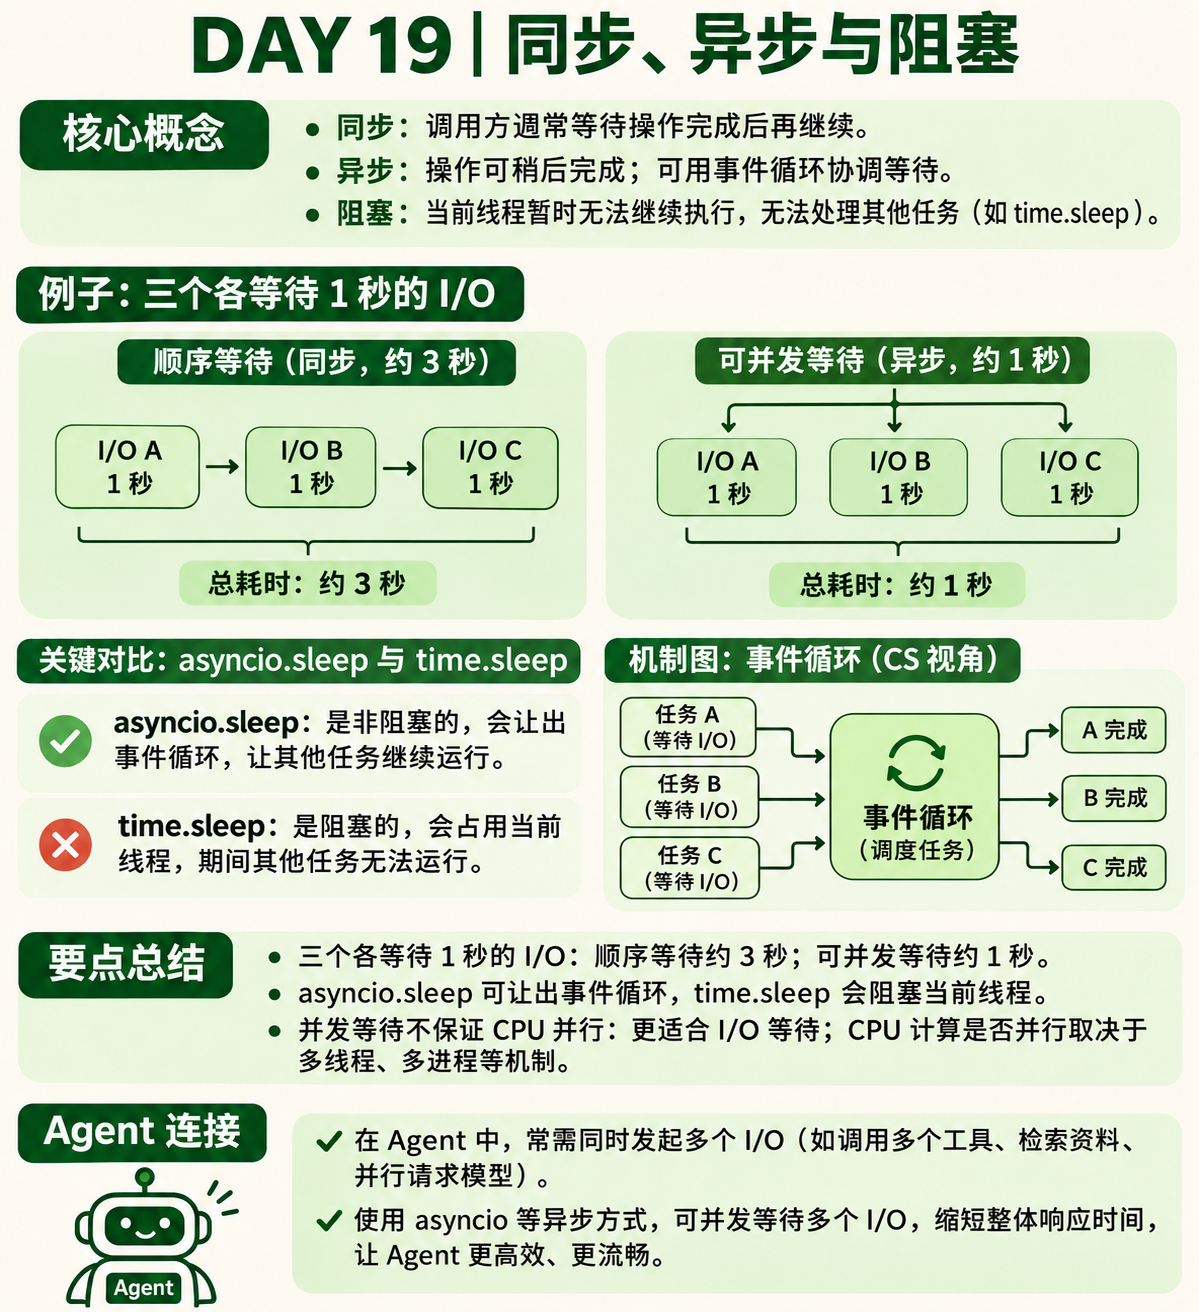 DAY 19 | 同步、异步与阻塞
核心概念
• 同步：调用方週常等待操作完成后再继续。
• 异步：操作可稍后完成；可用事件循环协调等待。
• 阻塞：当前线程暂时无法继续执行，无法处理其他任务（如 time.sleep）。
例子：三个各等待 1 秒的 I/O
顺序等待（同步，约 3 秒）
I/O A
1 秒
I/O B
1 秒
I/O C
1 秒
总耗时：约 3 秒
可并发等待（异步，约 1 秒）
I/O A
1 秒
I/O B
1 秒
I/O C
1 秒
总耗时：约 1 秒
关键对比：asyncio.sleep 与 time.sleep
asyncio.sleep：是非阻塞的，会让出
事件循环，让其他任务继续运行。
time.sleep：是阻塞的，会占用当前
线程，期间其他任务无法运行。
机制图：事件循环（CS 视角）
任务 A
（等待 I/O）
任务 B
（等待 I/O）
任务 C
（等待 I/O）
事件循环
（调度任务）
A 完成
B 完成
C 完成
要点总结
• 三个各等待 1 秒的 I/O：顺序等待约 3 秒；可并发等待约 1 秒。
• asyncio.sleep 可让出事件循环，time.sleep 会阻塞当前线程。
• 并发等待不保证 CPU 并行：更适合 I/O 等待；CPU 计算是否并行取决于
多线程、多进程等机制。
Agent 连接
Agent
✓ 在 Agent 中，常需同时发起多个 I/O（如调用多个工具、检索资料、
并行请求模型）。
✓ 使用 asyncio 等异步方式，可并发等待多个 I/O，缩短整体响应时间，
让 Agent 更高效、更流畅。